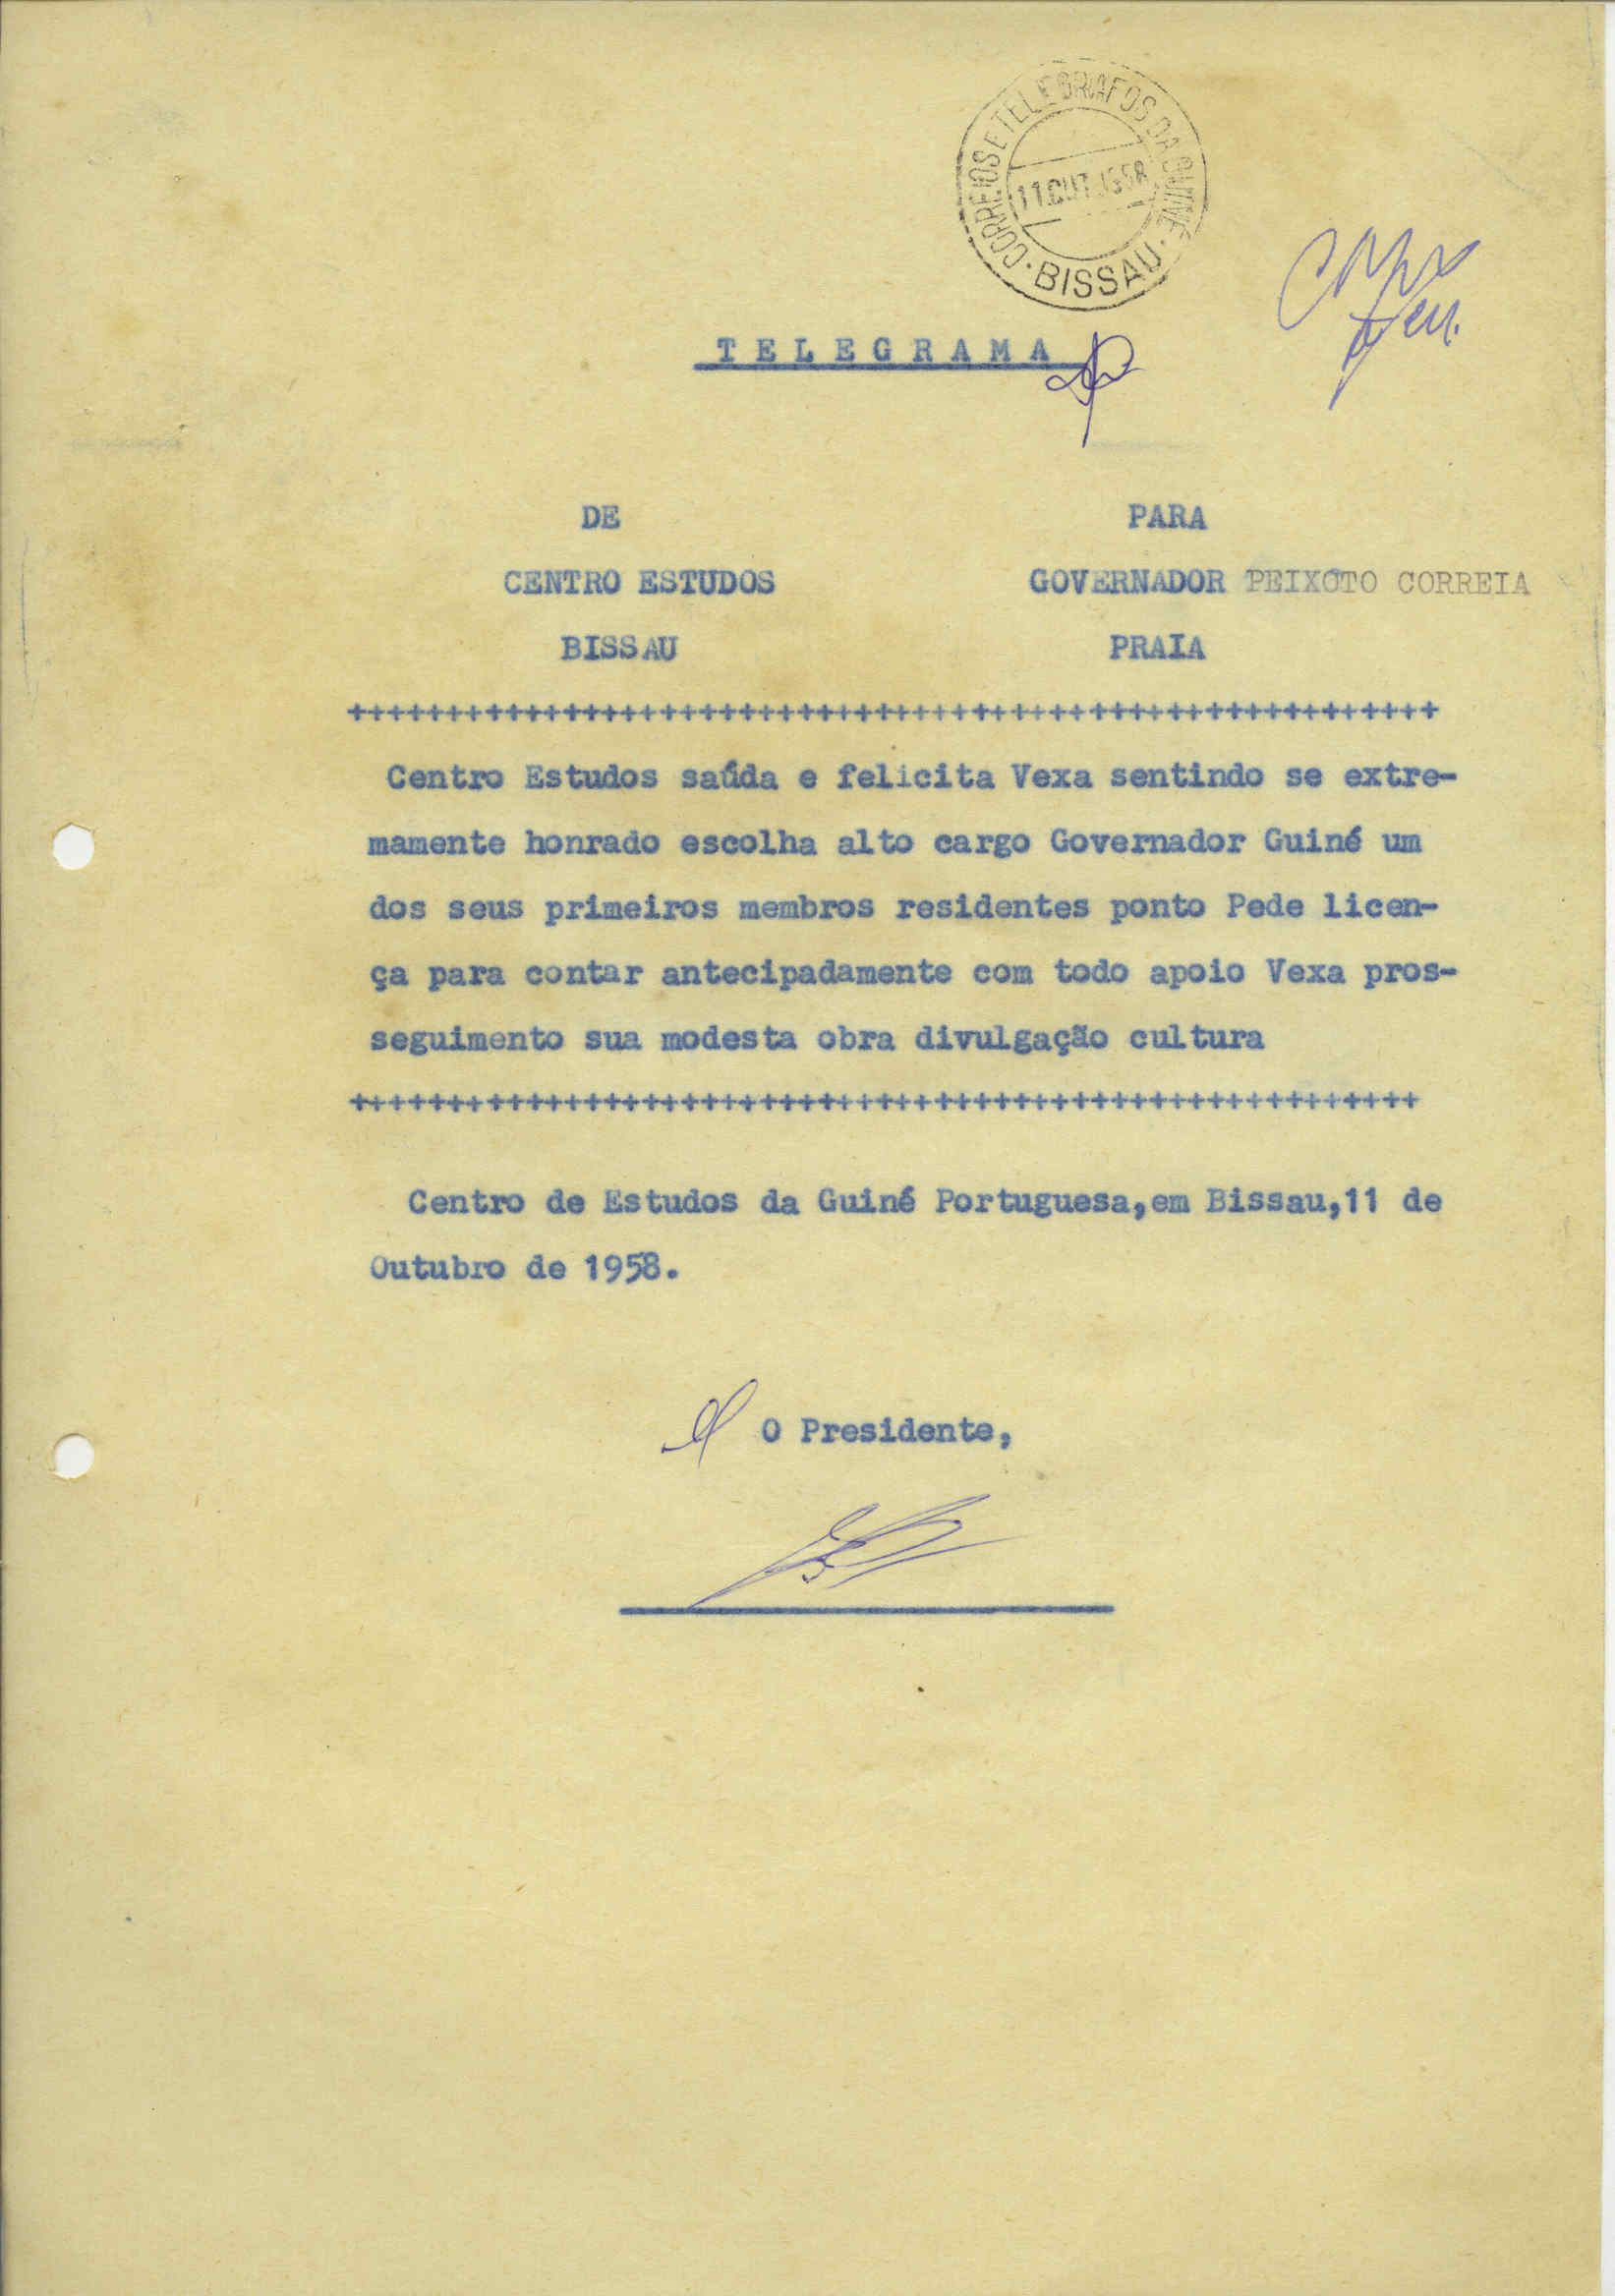 CORREIOS E TELEGRAFOS DA GUINÉ
11 OUT 1958
BISSAU
TELEGRAMA
DE PARA
CENTRO ESTUDOS GOVERNADOR PEIXOTO CORREIA
BISSAU PRAIA
++++++++++++++++++++++++++++++++++++++++++++++++++++++++
Centro Estudos saúda e felicita Vexa sentindo se extre-
mamente honrado escolha alto cargo Governador Guiné um
dos seus primeiros membros residentes ponto Pede licen-
ça para contar antecipadamente com todo apoio Vexa pros-
seguimento sua modesta obra divulgação cultura
+++++++++++++++++++++++++++++++++++++++++++++++++++++++
Centro de Estudos da Guiné Portuguesa,em Bissau,11 de
Outubro de 1958.
O Presidente,